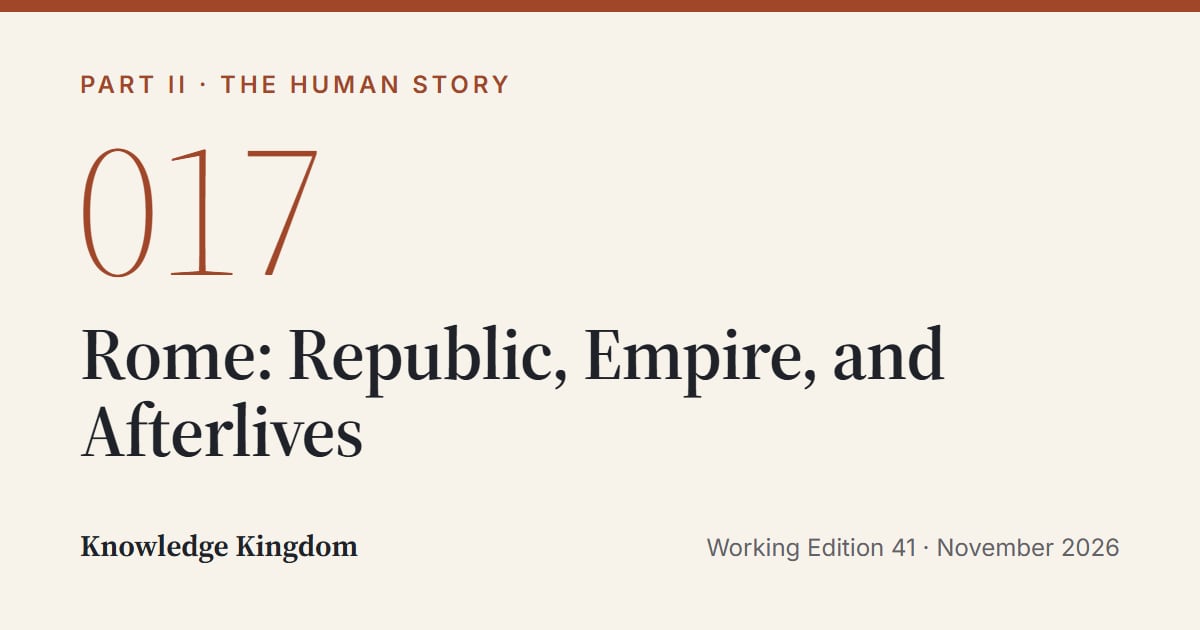 PART II · THE HUMAN STORY
017
Rome: Republic, Empire, and
Afterlives
Knowledge Kingdom
Working Edition 41 · November 2026